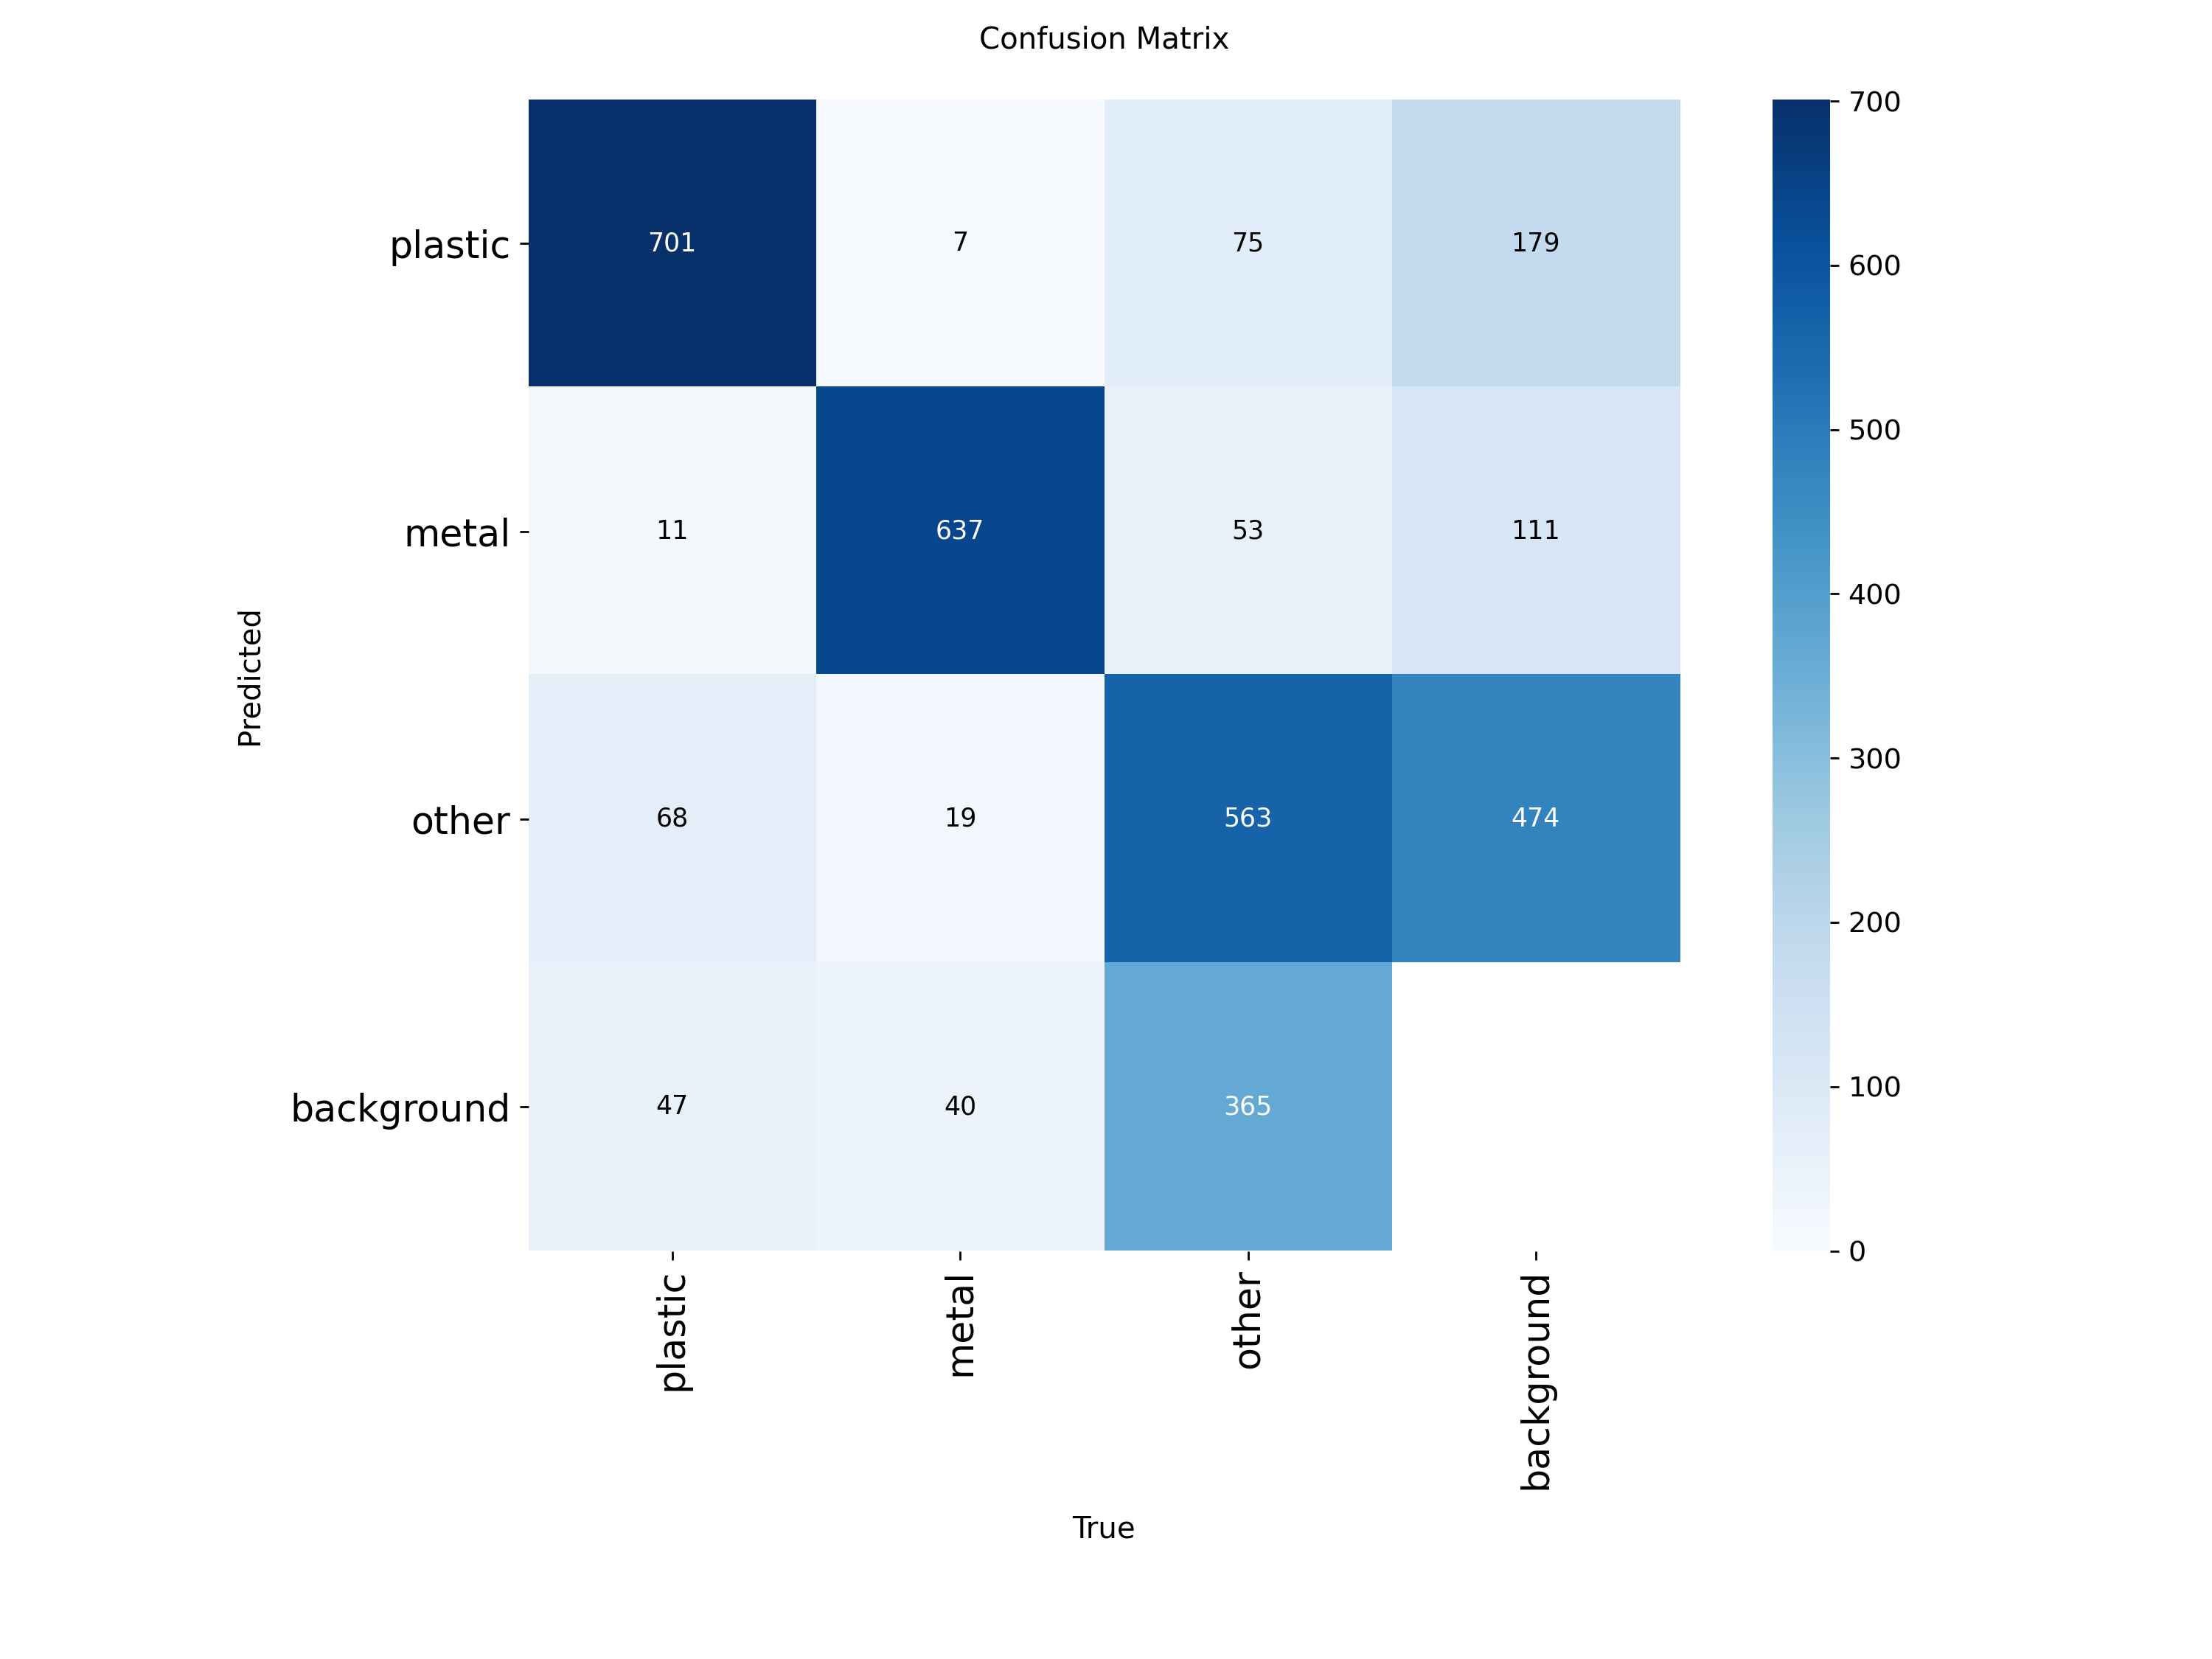 Confusion Matrix
plastic 701 7 75 179
metal 11 637 53 111
other 68 19 563 474
background 47 40 365
plastic metal other background
Predicted
True
700
600
500
400
300
200
100
0